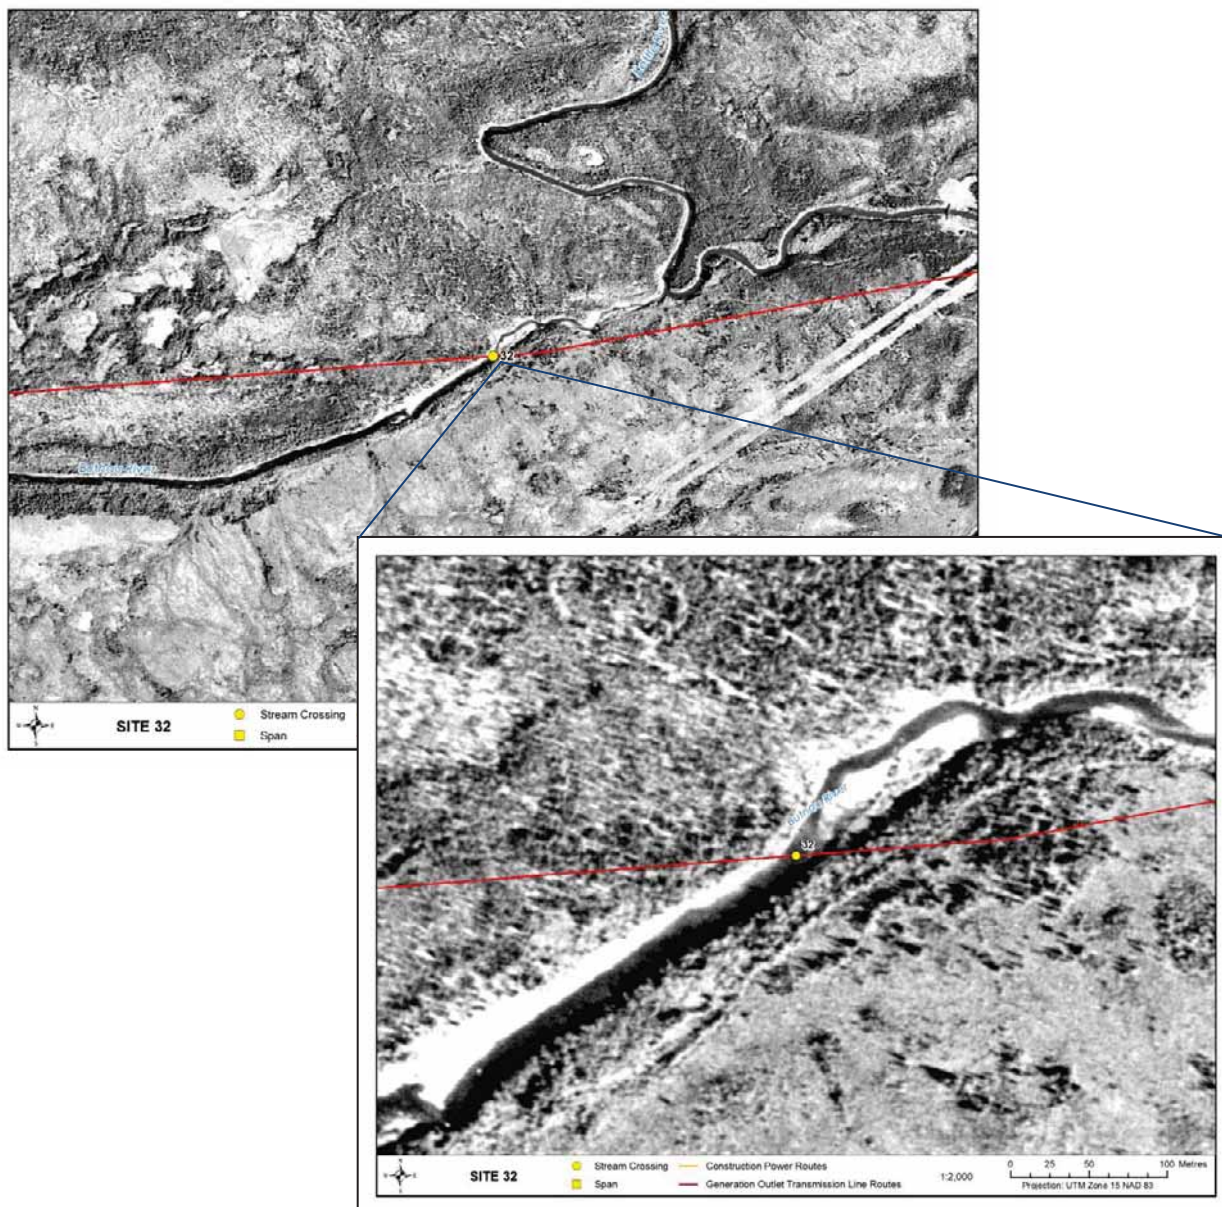 32
N
W E
S
SITE 32
Stream Crossing
Span
River
32
N
W E
S
SITE 32
Stream Crossing
Span
Construction Power Routes
Generation Outlet Transmission Line Routes
1:2,000
0 25 50 100 Metres
Projection: UTM Zone 15 NAD 83